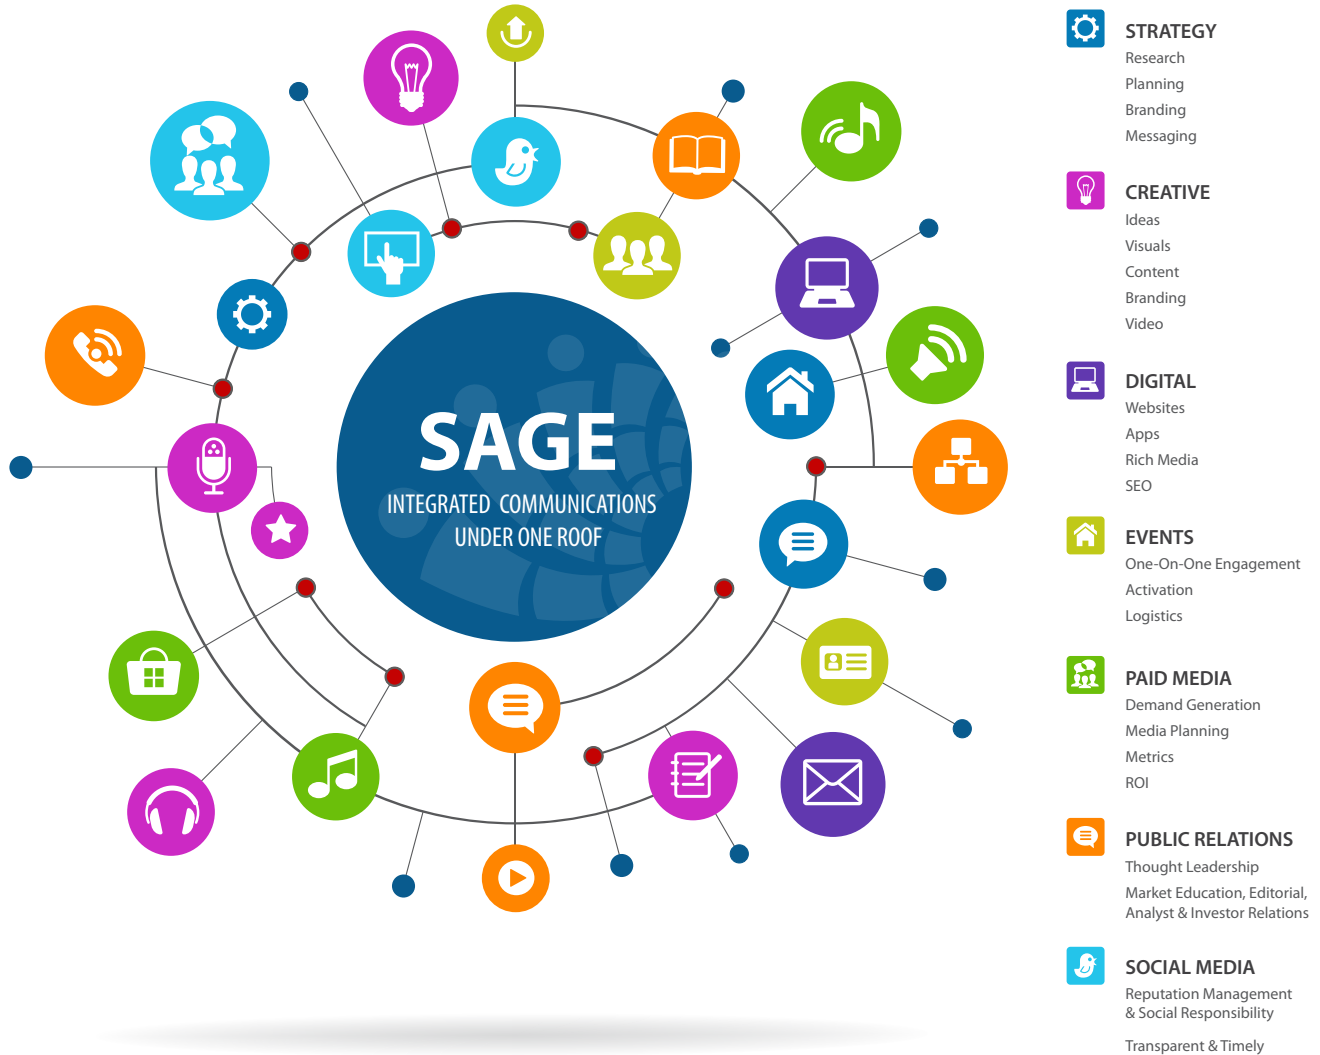 SAGE
INTEGRATED COMMUNICATIONS
UNDER ONE ROOF
STRATEGY
Research
Planning
Branding
Messaging
CREATIVE
Ideas
Visuals
Content
Branding
Video
DIGITAL
Websites
Apps
Rich Media
SEO
EVENTS
One-On-One Engagement
Activation
Logistics
PAID MEDIA
Demand Generation
Media Planning
Metrics
ROI
PUBLIC RELATIONS
Thought Leadership
Market Education, Editorial,
Analyst & Investor Relations
SOCIAL MEDIA
Reputation Management
& Social Responsibility
Transparent & Timely